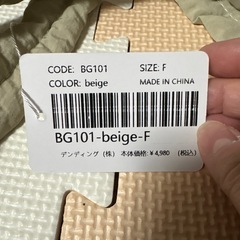 CODE: BG101 SIZE: F
COLOR: beige MADE IN CHINA
BG101-beige-F
デンディング（株） 本体価格: ¥4,980 （税込）